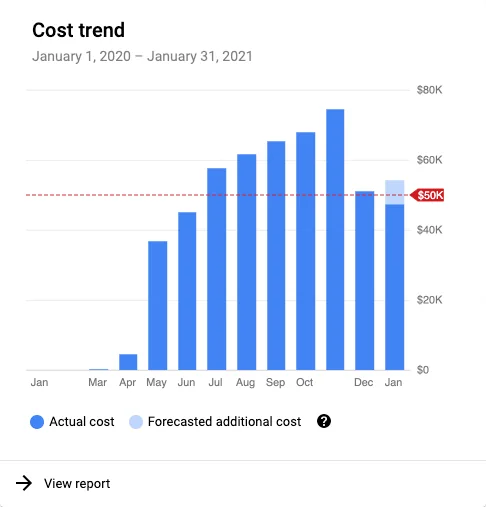 Cost trend
January 1, 2020 – January 31, 2021
$80K
$60K
$50K
$40K
$20K
$0
Jan Mar Apr May Jun Jul Aug Sep Oct Dec Jan
Actual cost Forecasted additional cost ?
View report